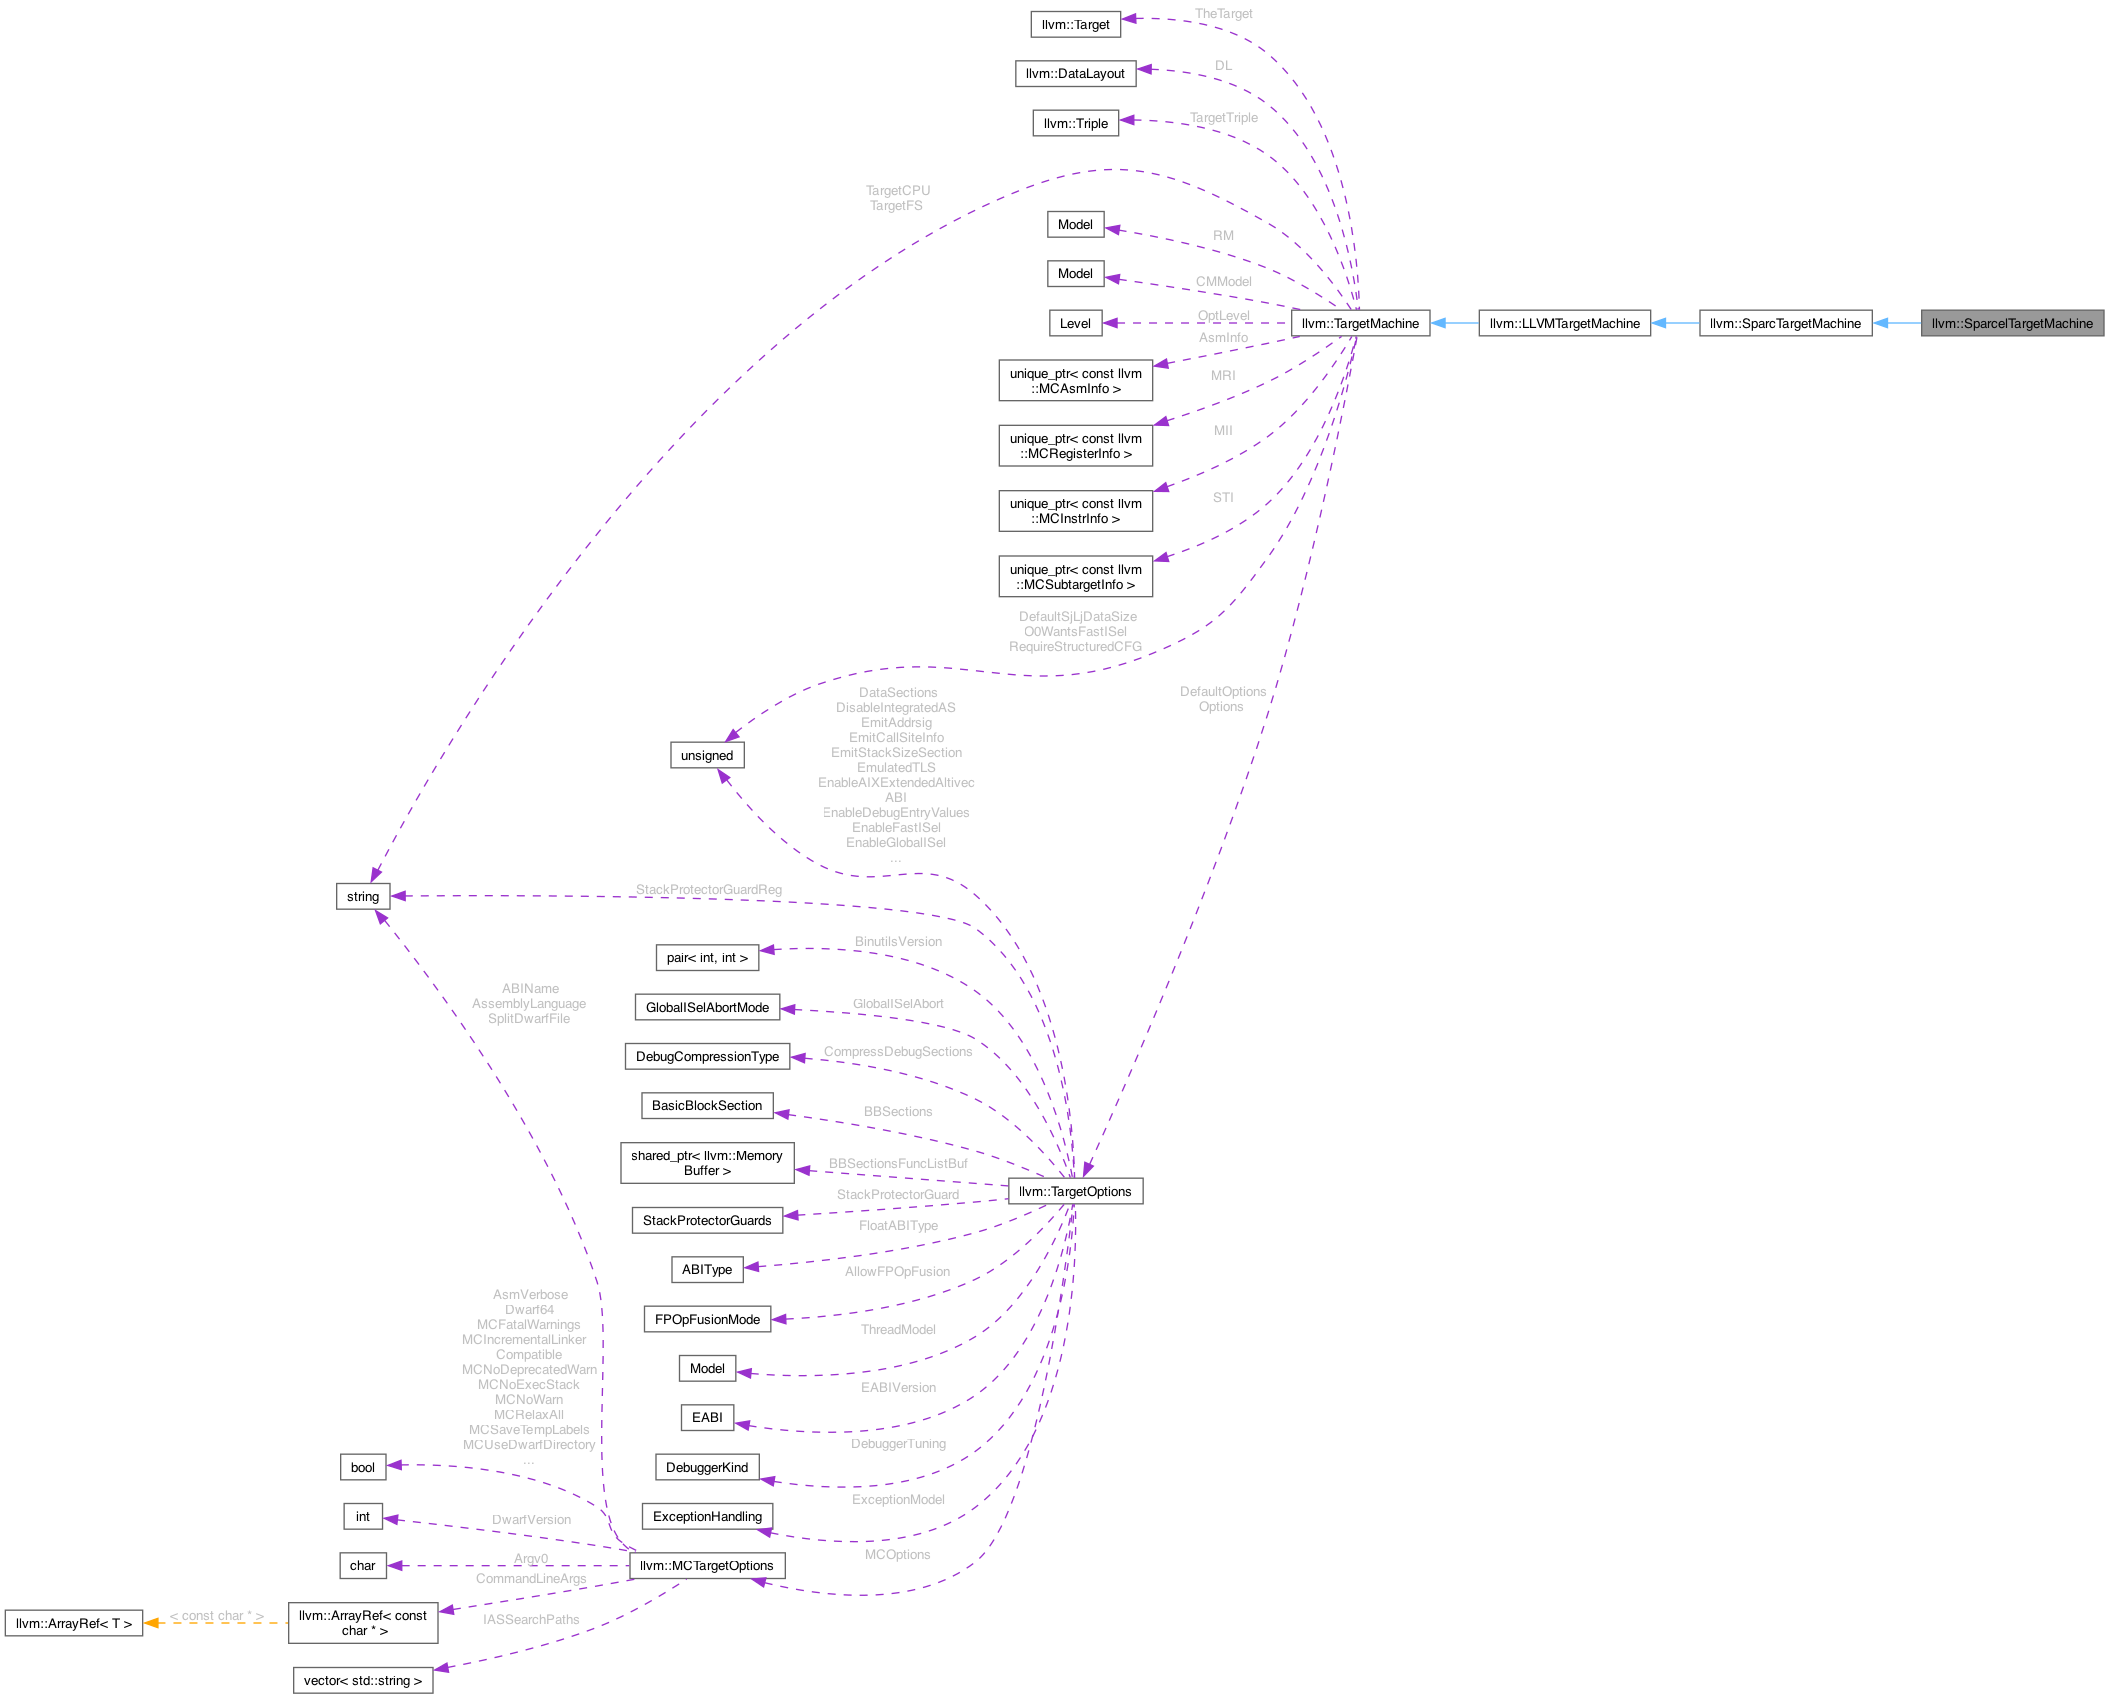 llvm::Target
TheTarget
llvm::DataLayout
DL
llvm::Triple
TargetTriple
TargetCPU
TargetFS
Model
RM
Model
CMModel
Level
OptLevel
llvm::TargetMachine
llvm::LLVMTargetMachine
llvm::SparcTargetMachine
llvm::SparcelTargetMachine
AsmInfo
unique_ptr< const llvm
::MCAsmInfo >
MRI
unique_ptr< const llvm
::MCRegisterInfo >
MII
unique_ptr< const llvm
::MCInstrInfo >
STI
unique_ptr< const llvm
::MCSubtargetInfo >
DefaultSjLjDataSize
O0WantsFastISel
RequireStructuredCFG
DefaultOptions
Options
unsigned
DataSections
DisableIntegratedAS
EmitAddrsig
EmitCallSiteInfo
EmitStackSizeSection
EmulatedTLS
EnableAIXExtendedAltivec
ABI
EnableDebugEntryValues
EnableFastISel
EnableGlobalISel
...
string
StackProtectorGuardReg
pair< int, int >
BinutilsVersion
GlobalISelAbortMode
GlobalISelAbort
DebugCompressionType
CompressDebugSections
BasicBlockSection
BBSections
shared_ptr< llvm::Memory
Buffer >
BBSectionsFuncListBuf
llvm::TargetOptions
StackProtectorGuards
StackProtectorGuard
ABIType
FloatABIType
FPOpFusionMode
AllowFPOpFusion
Model
ThreadModel
EABI
EABIVersion
DebuggerKind
DebuggerTuning
ExceptionHandling
ExceptionModel
MCOptions
ABIName
AssemblyLanguage
SplitDwarfFile
AsmVerbose
Dwarf64
MCFatalWarnings
MCIncrementalLinker
Compatible
MCNoDeprecatedWarn
MCNoExecStack
MCNoWarn
MCRelaxAll
MCSaveTempLabels
MCUseDwarfDirectory
...
bool
int
DwarfVersion
char
Argv0
llvm::MCTargetOptions
CommandLineArgs
llvm::ArrayRef< T >
< const char * >
llvm::ArrayRef< const
char * >
IASSearchPaths
vector< std::string >